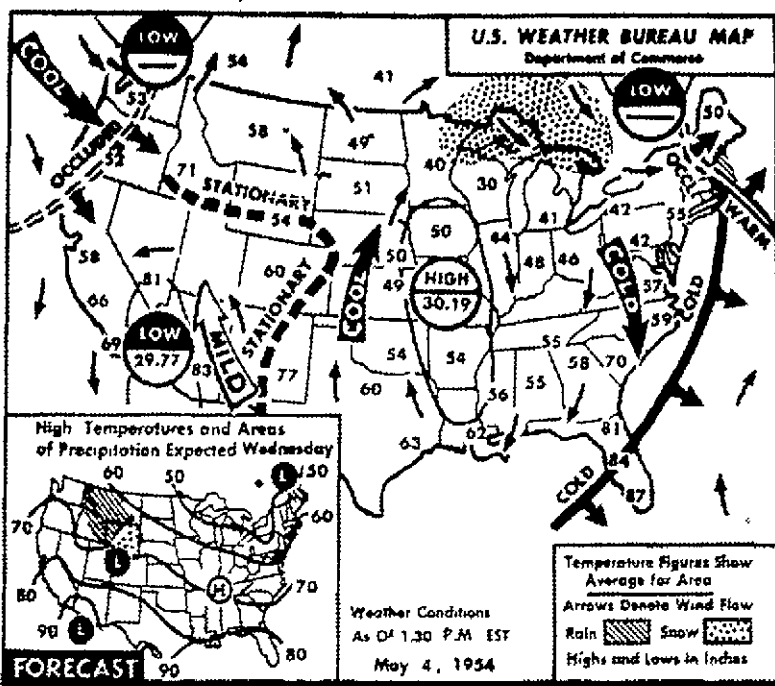 U.S. WEATHER BUREAU MAP
Department of Commerce
LOW
COOL
54
41
LOW
50
53
OCCLUDED
52
58
49
40
71
STATIONARY
51
30
41
42
55
OCCL.
WARM
54
50
44
42
58
81
60
50
48
46
COLD
57
COOL
49
HIGH
30.19
66
STATIONARY
59
COLD
69
LOW
29.77
MILD
83
77
54
54
55
58
70
60
56
55
63
62
81
84
87
COLD
High Temperatures and Areas
of Precipitation Expected Wednesday
60
50
L
50
70
60
L
80
H
70
90
L
90
80
FORECAST
Weather Conditions
As Of 1.30 P.M EST
May 4, 1954
Temperature Figures Show
Average for Area
Arrows Denote Wind Flow
Rain
Snow
Highs and Lows in Inches